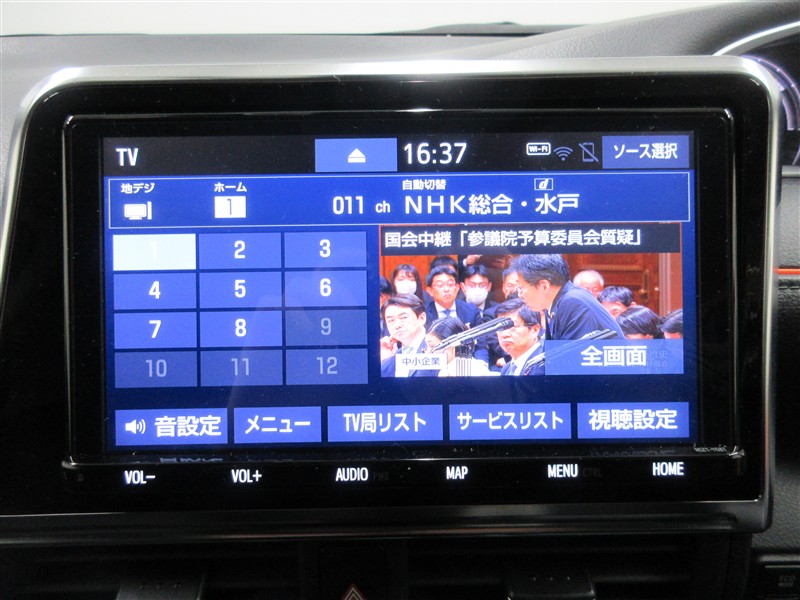 TV 16:37 Wi-Fi ソース選択
地デジ ホーム 自動切替 d
1 011 ch NHK総合・水戸
1 2 3
4 5 6
7 8 9
10 11 12
国会中継「参議院予算委員会質疑」
中小企業 全画面
音設定 メニュー TV局リスト サービスリスト 視聴設定
VOL- VOL+ AUDIO MAP MENU HOME
ECO